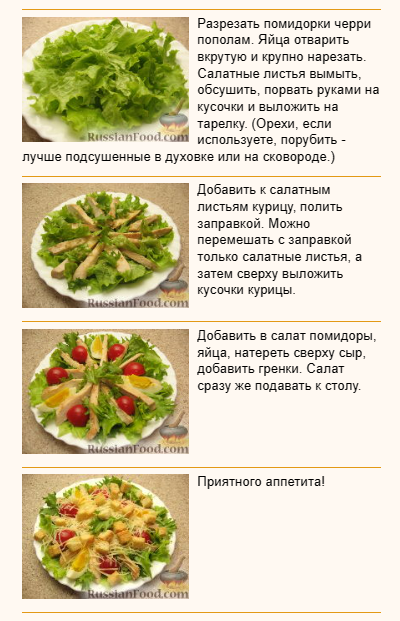 Разрезать помидорки черри
пополам. Яйца отварить
вкрутую и крупно нарезать.
Салатные листья вымыть,
обсушить, порвать руками на
кусочки и выложить на
тарелку. (Орехи, если
используете, порубить -
лучше подсушенные в духовке или на сковороде.)
RussianFood.com
Добавить к салатным
листьям курицу, полить
заправкой. Можно
перемешать с заправкой
только салатные листья, а
затем сверху выложить
кусочки курицы.
RussianFood.com
Добавить в салат помидоры,
яйца, натереть сверху сыр,
добавить гренки. Салат
сразу же подавать к столу.
RussianFood.com
Приятного аппетита!
RussianFood.com